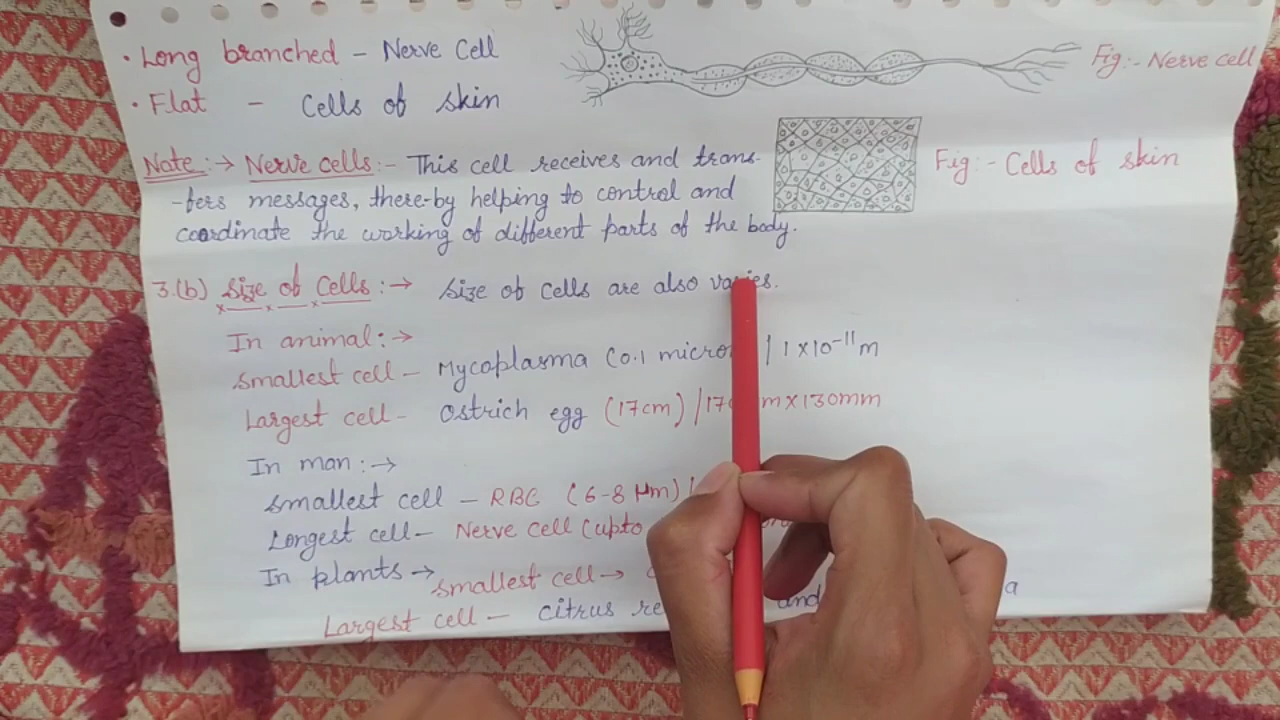 • Long branched - Nerve Cell
Fig:- Nerve cell
• Flat - Cells of skin
Fig:- Cells of skin
Note:→ Nerve cells:- This cell receives and trans-
-fers messages, there-by helping to control and
coordinate the working of different parts of the body.
3.(b) Size of Cells:→ Size of Cells are also varies.
In animal:→
Smallest cell - Mycoplasma (0.1 micron | 1×10⁻¹¹m
Largest cell - Ostrich egg (17cm) / mm×130mm
In man:→
Smallest cell - RBC (6-8 μm)
Longest cell - Nerve cell (upto
In plants → Smallest cell →
Largest cell - citrus and